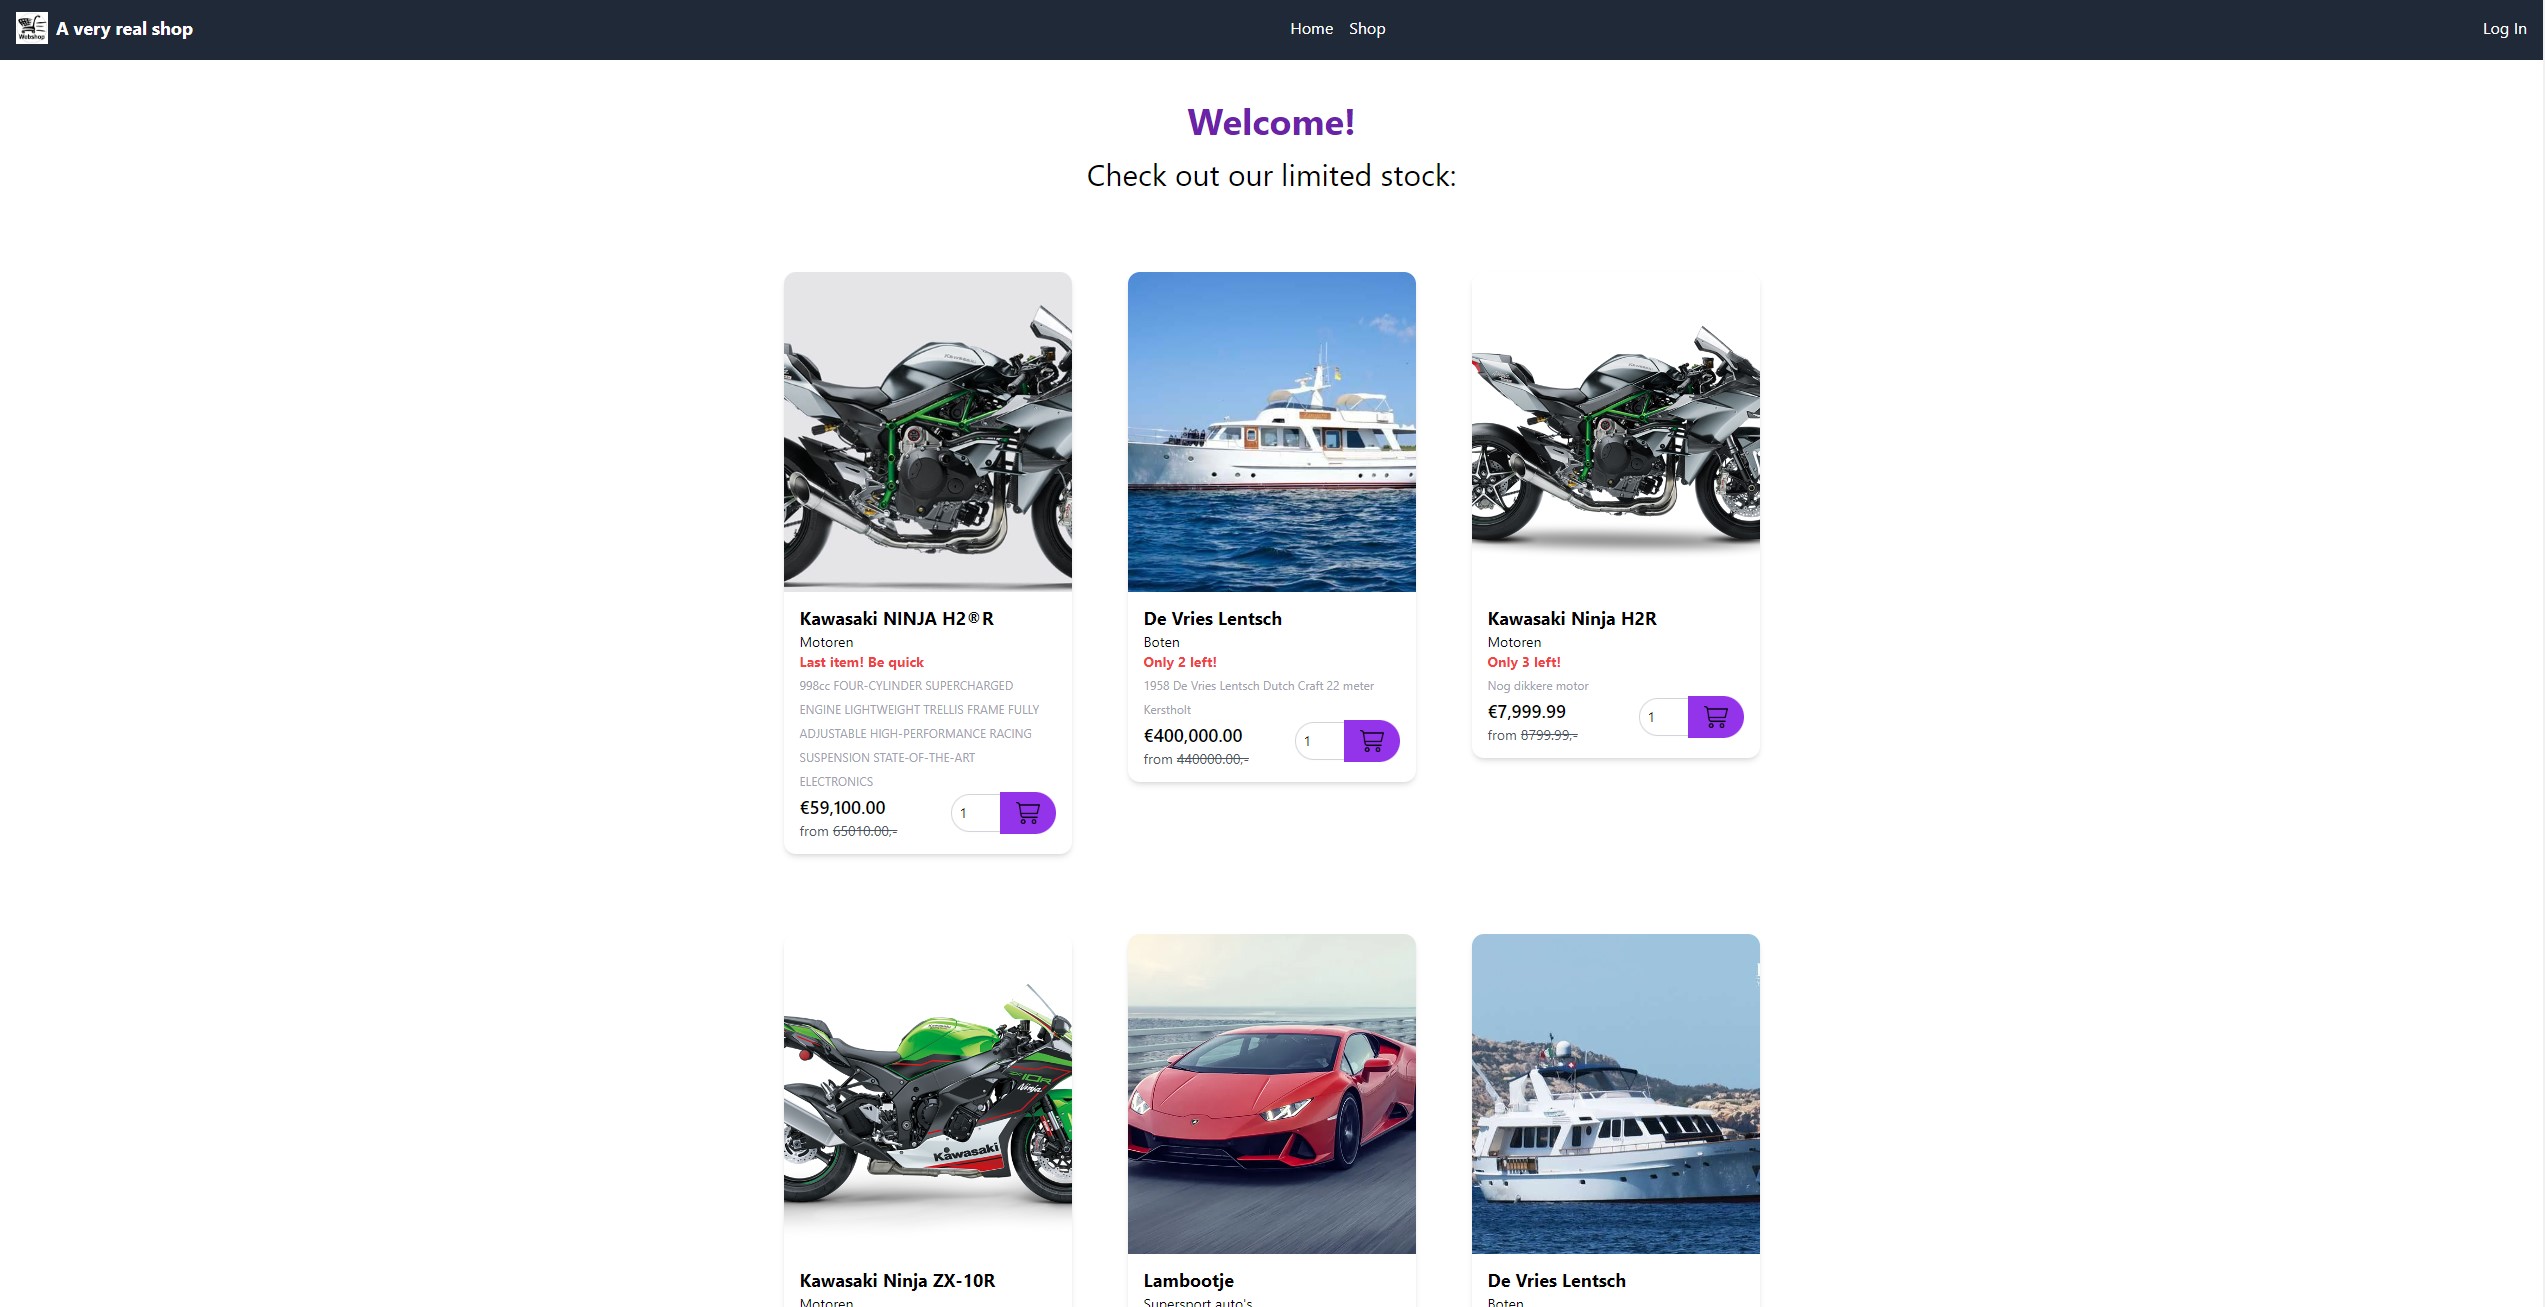 Webshop
A very real shop
Home
Shop
Log In
Welcome!
Check out our limited stock:
Kawasaki NINJA H2®R
Motoren
Last item! Be quick
998cc FOUR-CYLINDER SUPERCHARGED
ENGINE LIGHTWEIGHT TRELLIS FRAME FULLY
ADJUSTABLE HIGH-PERFORMANCE RACING
SUSPENSION STATE-OF-THE-ART
ELECTRONICS
€59,100.00
1
from 65010.00,-
De Vries Lentsch
Boten
Only 2 left!
1958 De Vries Lentsch Dutch Craft 22 meter
Kerstholt
€400,000.00
1
from 440000.00,-
Kawasaki Ninja H2R
Motoren
Only 3 left!
Nog dikkere motor
€7,999.99
1
from 8799.99,-
10R
Ninja
Kawasaki
Kawasaki Ninja ZX-10R
Motoren
Lambootje
Supersport auto's
De Vries Lentsch
Boten